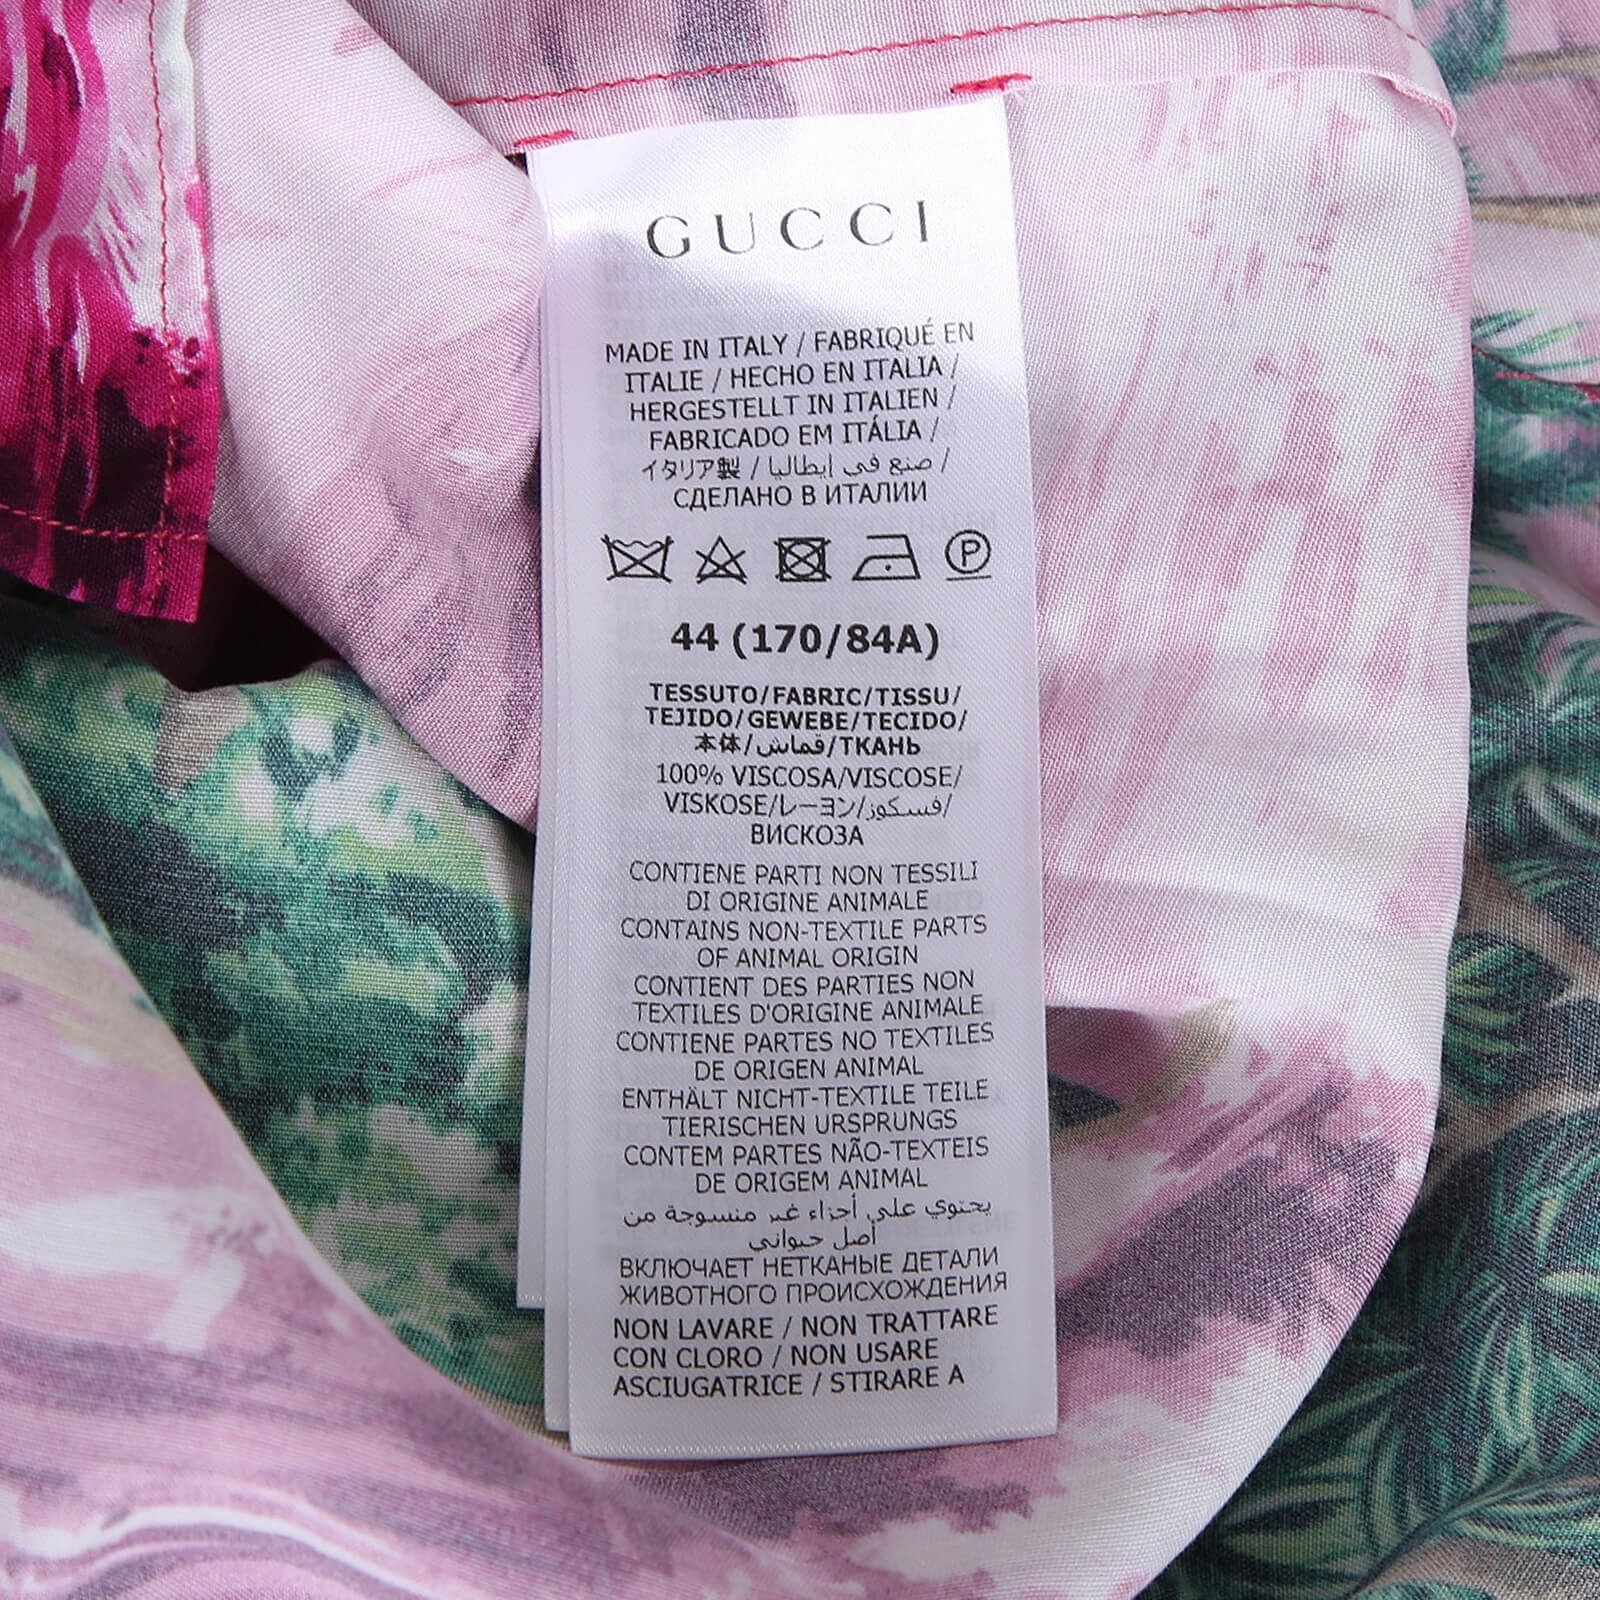 GUCCI
MADE IN ITALY / FABRIQUÉ EN
ITALIE / HECHO EN ITALIA /
HERGESTELLT IN ITALIEN /
FABRICADO EM ITÁLIA /
イタリア製 / صنع في إيطاليا /
СДЕЛАНО В ИТАЛИИ
P
44 (170/84A)
TESSUTO/FABRIC/TISSU/
TEJIDO/GEWEBE/TECIDO/
本体/قماش/ТКАНЬ
100% VISCOSA/VISCOSE/
VISKOSE/レーヨン/فسكوز/
ВИСКОЗА
CONTIENE PARTI NON TESSILI
DI ORIGINE ANIMALE
CONTAINS NON-TEXTILE PARTS
OF ANIMAL ORIGIN
CONTIENT DES PARTIES NON
TEXTILES D'ORIGINE ANIMALE
CONTIENE PARTES NO TEXTILES
DE ORIGEN ANIMAL
ENTHÄLT NICHT-TEXTILE TEILE
TIERISCHEN URSPRUNGS
CONTEM PARTES NÃO-TEXTEIS
DE ORIGEM ANIMAL
يحتوي على أجزاء غير منسوجة من
أصل حيواني
ВКЛЮЧАЕТ НЕТКАНЫЕ ДЕТАЛИ
ЖИВОТНОГО ПРОИСХОЖДЕНИЯ
NON LAVARE / NON TRATTARE
CON CLORO / NON USARE
ASCIUGATRICE / STIRARE A